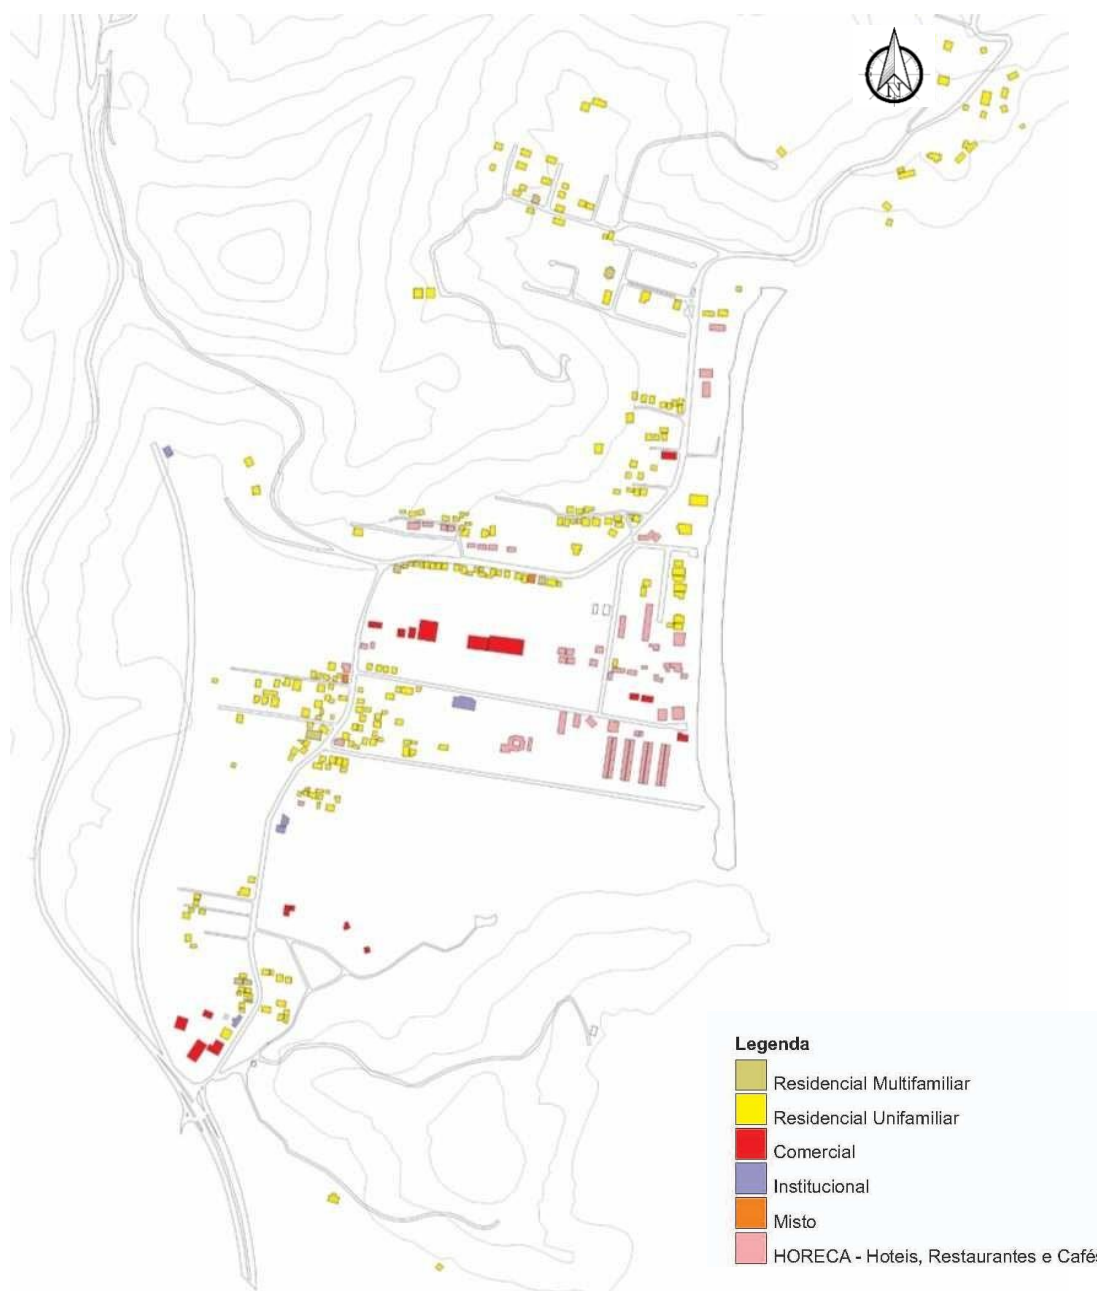 N
Legenda
Residencial Multifamiliar
Residencial Unifamiliar
Comercial
Institucional
Misto
HORECA - Hoteis, Restaurantes e Cafés